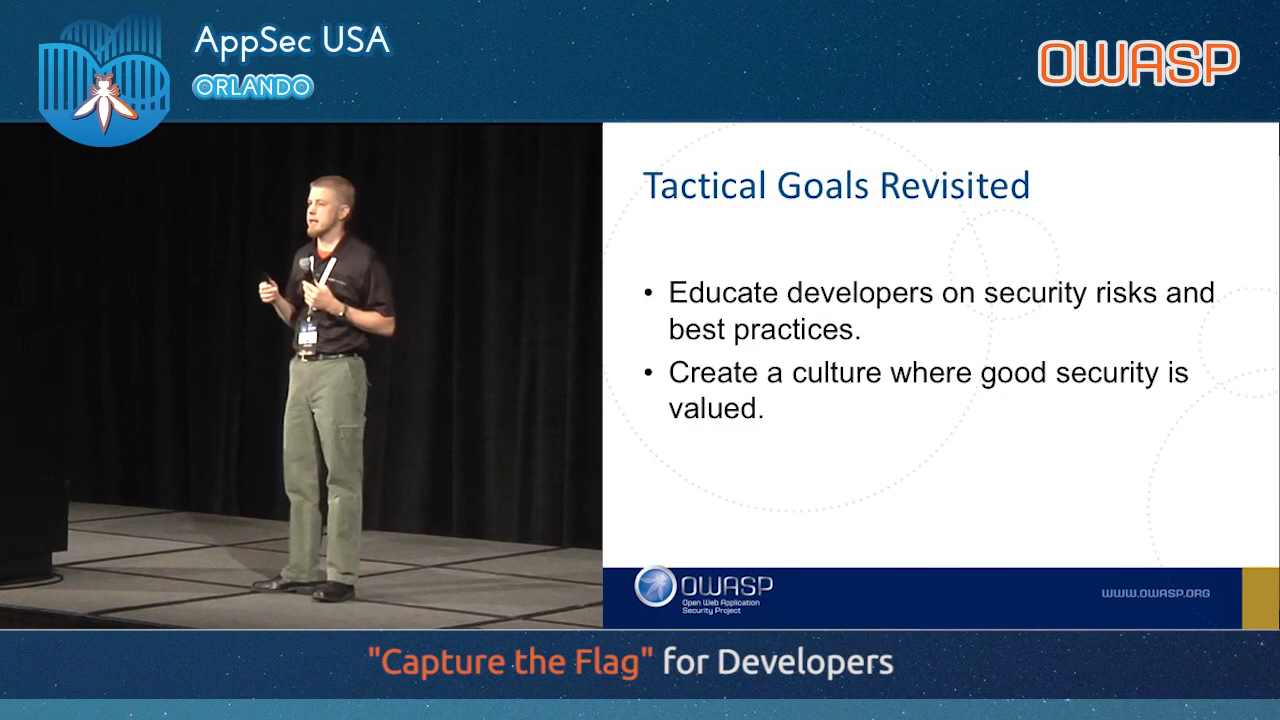 AppSec USA
ORLANDO
OWASP
Tactical Goals Revisited
• Educate developers on security risks and
best practices.
• Create a culture where good security is
valued.
OWASP
Open Web Application
Security Project
WWW.OWASP.ORG
"Capture the Flag" for Developers